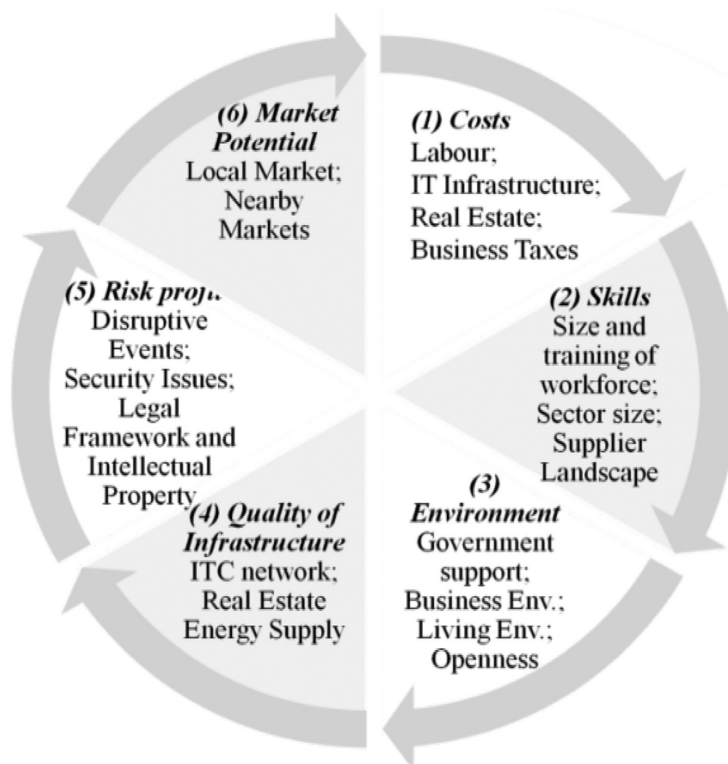 (1) Costs
Labour;
IT Infrastructure;
Real Estate;
Business Taxes
(2) Skills
Size and
training of
workforce;
Sector size;
Supplier
Landscape
(3)
Environment
Government
support;
Business Env.;
Living Env.;
Openness
(4) Quality of
Infrastructure
ITC network;
Real Estate
Energy Supply
(5) Risk
Disruptive
Events;
Security Issues;
Legal
Framework and
Intellectual
Property
(6) Market
Potential
Local Market;
Nearby
Markets